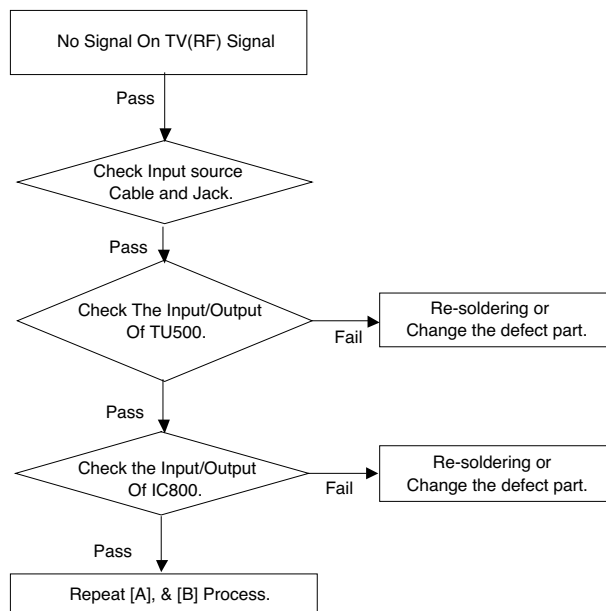 No Signal On TV(RF) Signal
Pass
Check Input source
Cable and Jack.
Pass
Check The Input/Output
Of TU500.
Fail
Re-soldering or
Change the defect part.
Pass
Check the Input/Output
Of IC800.
Fail
Re-soldering or
Change the defect part.
Pass
Repeat [A], & [B] Process.